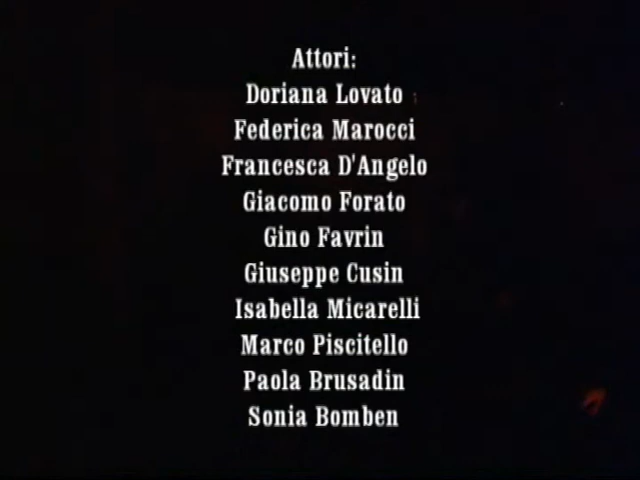 Attori:
Doriana Lovato
Federica Marocci
Francesca D'Angelo
Giacomo Forato
Gino Favrin
Giuseppe Cusin
Isabella Micarelli
Marco Piscitello
Paola Brusadin
Sonia Bomben